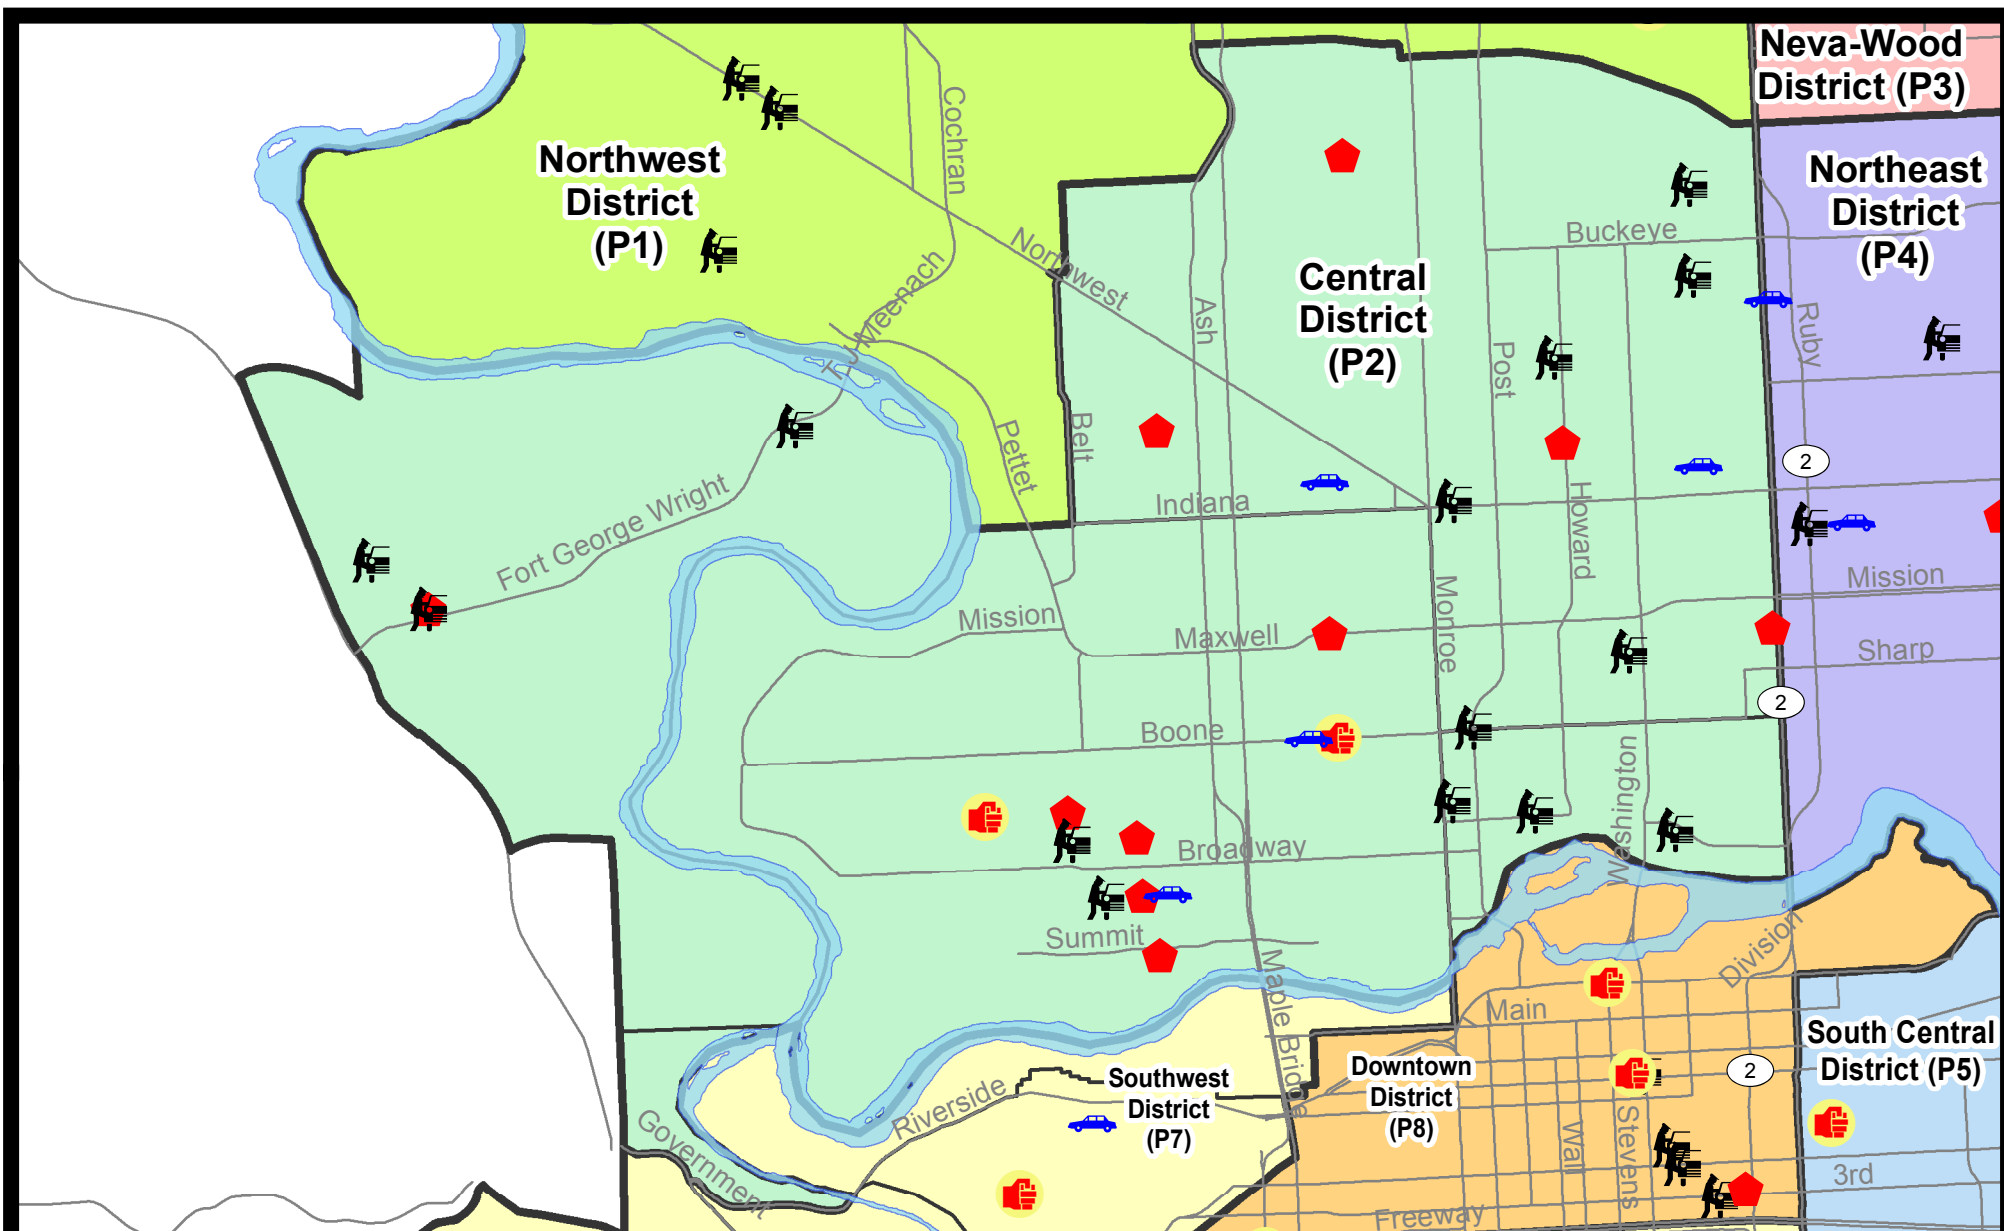 Neva-Wood
District (P3)
Cochran
Northwest
District
(P1)
Northeast
District
(P4)
Buckeye
Northwest
T J Meenach
Central
District
(P2)
Ash
Ruby
Post
Belt
Pettet
2
Indiana
Howard
Fort George Wright
Mission
Monroe
Mission
Maxwell
Sharp
2
Boone
Washington
Broadway
Summit
Division
Maple Bridge
Main
South Central
District (P5)
Southwest
District
(P7)
Downtown
District
(P8)
2
Riverside
Government
Wall
Stevens
3rd
Freeway